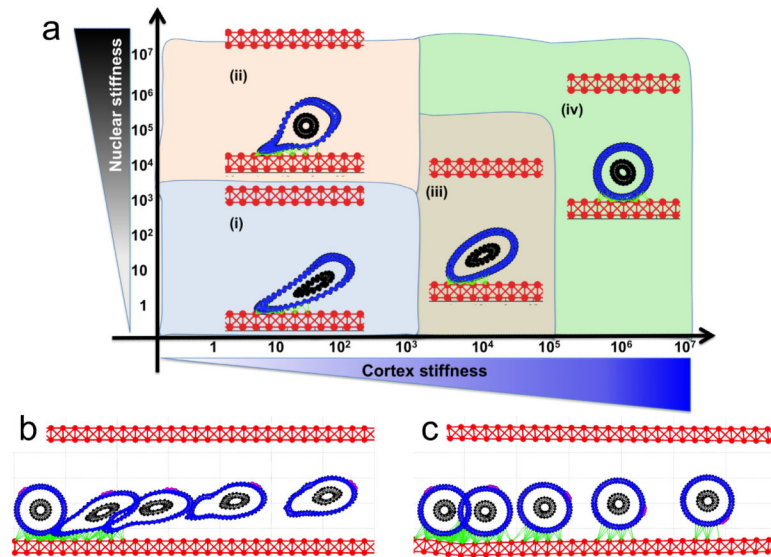 a
Nuclear stiffness
10⁷
10⁶
10⁵
10⁴
10³
10²
10
1
(ii)
(i)
(iii)
(iv)
1 10 10² 10³ 10⁴ 10⁵ 10⁶ 10⁷
Cortex stiffness
b
c